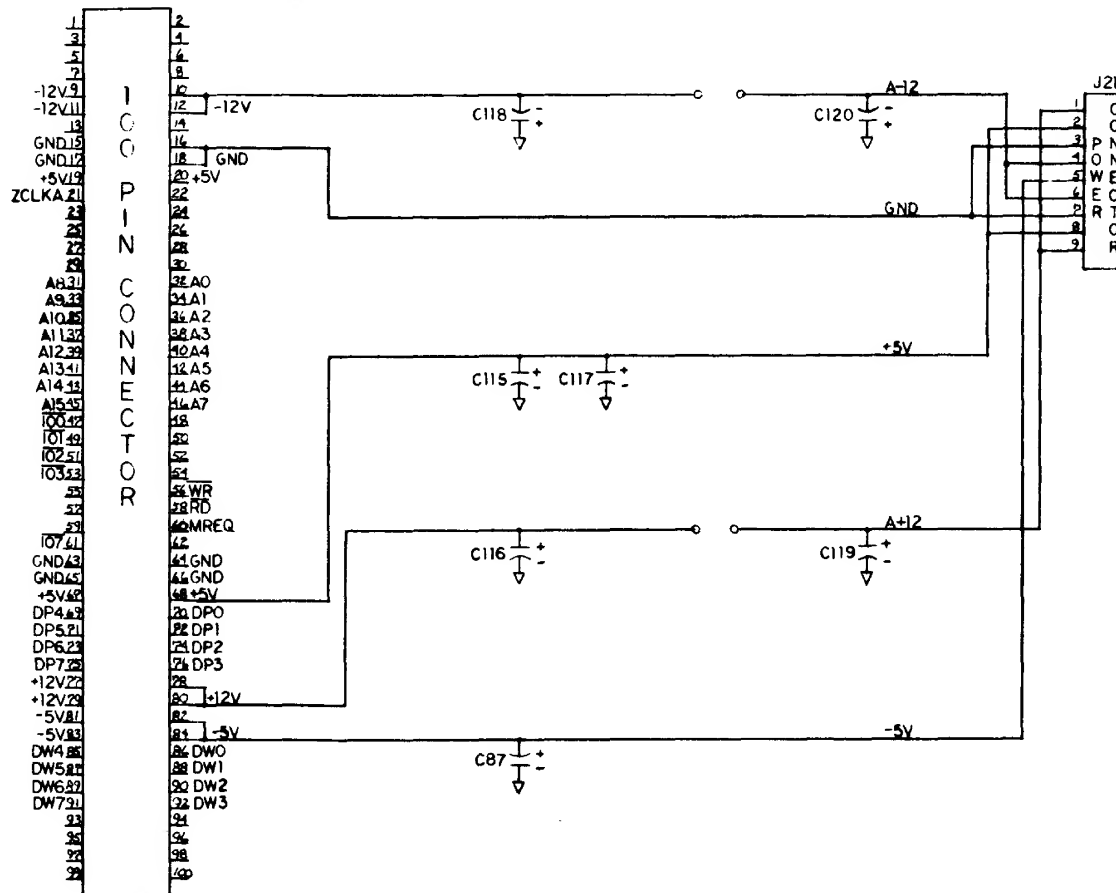 1 2
3 4
5 6
7 8
-12V 9 10
-12V 11 12 -12V
13 14
GND 15 16
GND 17 18 GND
+5V 19 20 +5V
ZCLKA 21 22
23 24
25 26
27 28
29 30
A8 31 32 A0
A9 33 34 A1
A10 35 36 A2
A11 37 38 A3
A12 39 40 A4
A13 41 42 A5
A14 43 44 A6
A15 45 46 A7
IO0 47 48
IO1 49 50
IO2 51 52
IO3 53 54
55 56 WR
57 58 RD
59 60 MREQ
IO7 61 62
GND 63 64 GND
GND 65 66 GND
+5V 67 68 +5V
DP4 69 70 DP0
DP5 71 72 DP1
DP6 73 74 DP2
DP7 75 76 DP3
+12V 77 78
+12V 79 80 +12V
-5V 81 82
-5V 83 84 -5V
DW4 85 86 DW0
DW5 87 88 DW1
DW6 89 90 DW2
DW7 91 92 DW3
93 94
95 96
97 98
99 100
100 PIN CONNECTOR
C118 - +
C120 - +
A-12
GND
C115 + -
C117 + -
+5V
C116 + -
C119 + -
A+12
C87 + -
-5V
J21
1
2
3
4
5
6
7
8
9
POWER
CONNECTOR